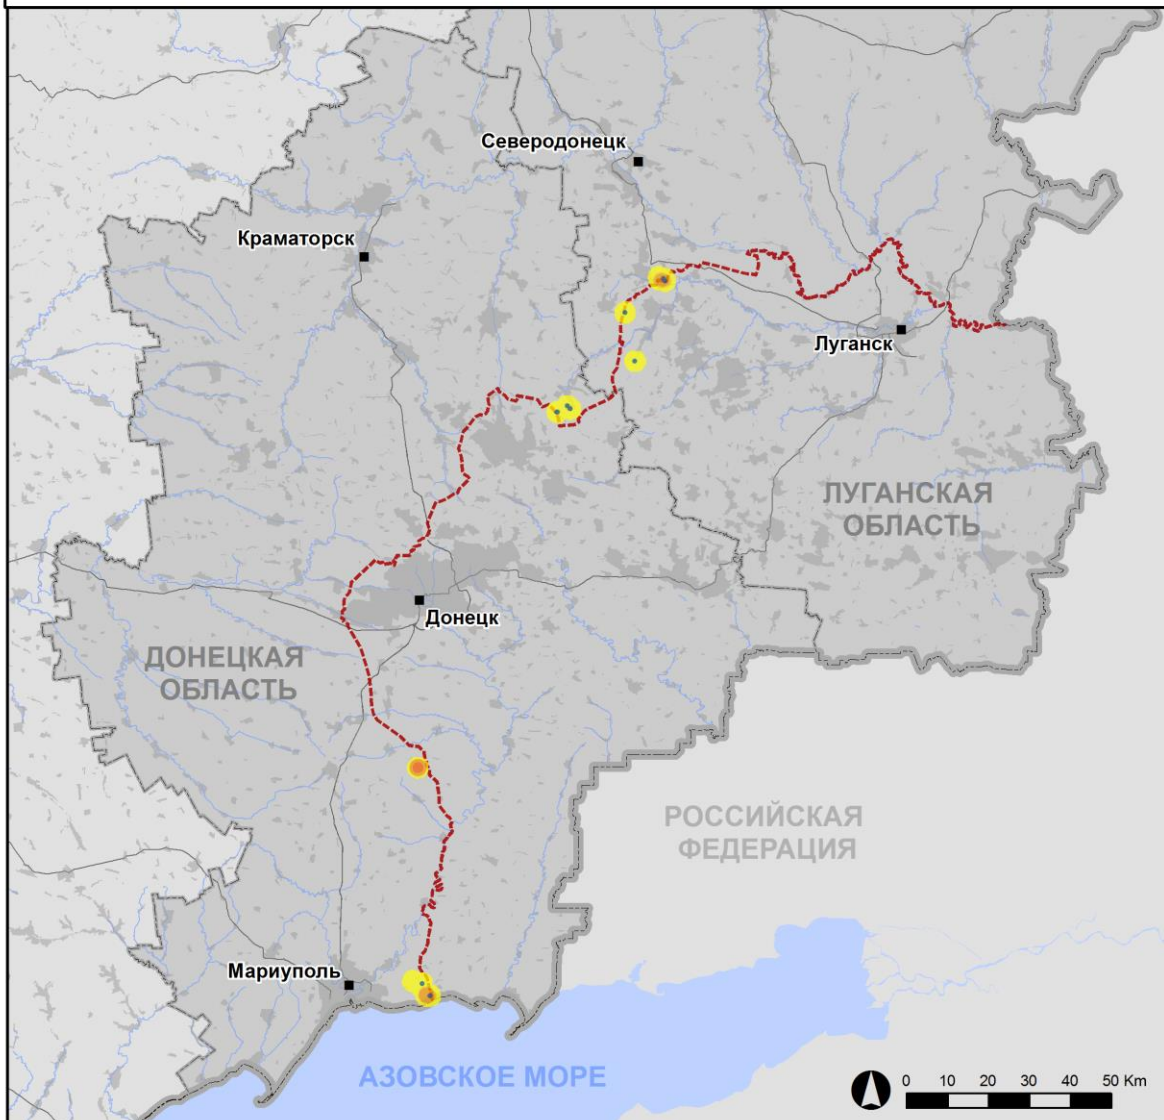 Северодонецк
Краматорск
Луганск
ЛУГАНСКАЯ
ОБЛАСТЬ
Донецк
ДОНЕЦКАЯ
ОБЛАСТЬ
РОССИЙСКАЯ
ФЕДЕРАЦИЯ
Мариуполь
АЗОВСКОЕ МОРЕ
0 10 20 30 40 50 Km